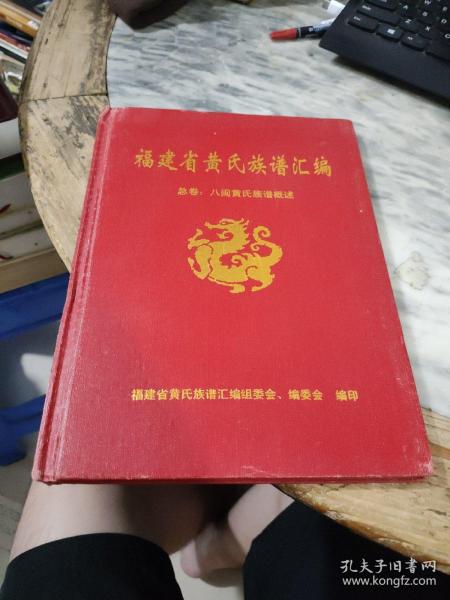 福建省黄氏族谱汇编
总卷：八闽黄氏族谱概述
福建省黄氏族谱汇编组委会、编委会　编印
孔夫子旧书网
www.kongfz.com